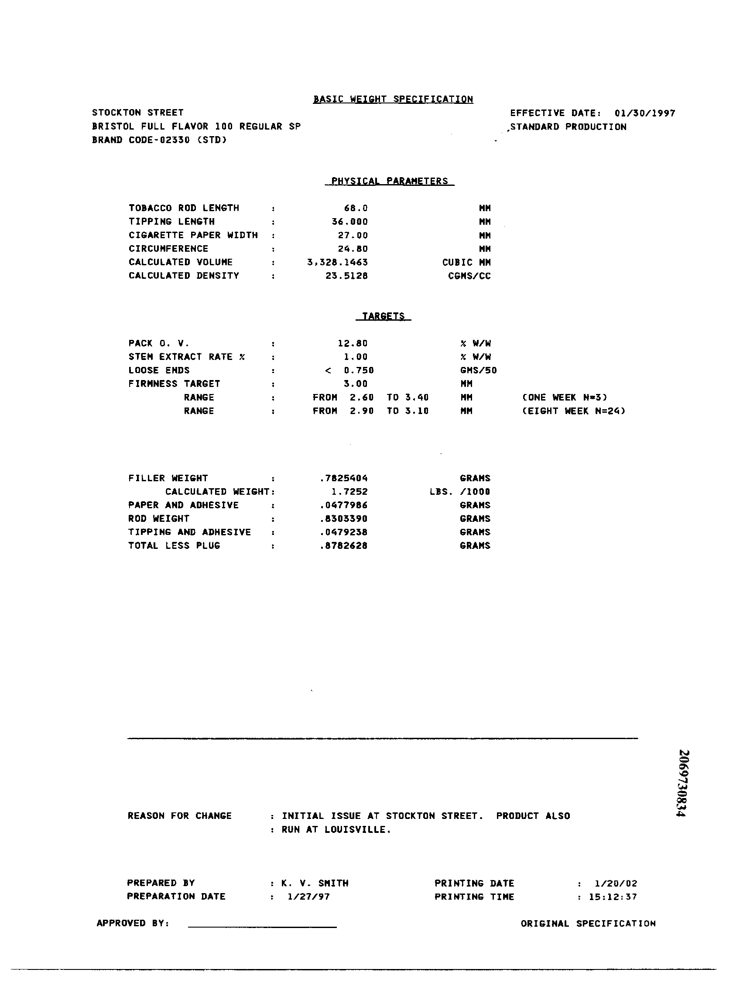 BASIC WEIGHT SPECIFICATION
STOCKTON STREET EFFECTIVE DATE: 01/30/1997
BRISTOL FULL FLAVOR 100 REGULAR SP STANDARD PRODUCTION
BRAND CODE-02330 (STD)
PHYSICAL PARAMETERS
TOBACCO ROD LENGTH : 68.0 MM
TIPPING LENGTH : 36.000 MM
CIGARETTE PAPER WIDTH : 27.00 MM
CIRCUMFERENCE : 24.80 MM
CALCULATED VOLUME : 3,328.1463 CUBIC MM
CALCULATED DENSITY : 23.5128 CGMS/CC
TARGETS
PACK O. V. : 12.80 % W/W
STEM EXTRACT RATE % : 1.00 % W/W
LOOSE ENDS : < 0.750 GMS/50
FIRMNESS TARGET : 3.00 MM
RANGE : FROM 2.60 TO 3.40 MM (ONE WEEK N=3)
RANGE : FROM 2.90 TO 3.10 MM (EIGHT WEEK N=24)
FILLER WEIGHT : .7825404 GRAMS
CALCULATED WEIGHT: 1.7252 LBS. /1000
PAPER AND ADHESIVE : .0477986 GRAMS
ROD WEIGHT : .8303390 GRAMS
TIPPING AND ADHESIVE : .0479238 GRAMS
TOTAL LESS PLUG : .8782628 GRAMS
20697730834
REASON FOR CHANGE : INITIAL ISSUE AT STOCKTON STREET. PRODUCT ALSO
: RUN AT LOUISVILLE.
PREPARED BY : K. V. SMITH PRINTING DATE : 1/20/02
PREPARATION DATE : 1/27/97 PRINTING TIME : 15:12:37
APPROVED BY: ORIGINAL SPECIFICATION